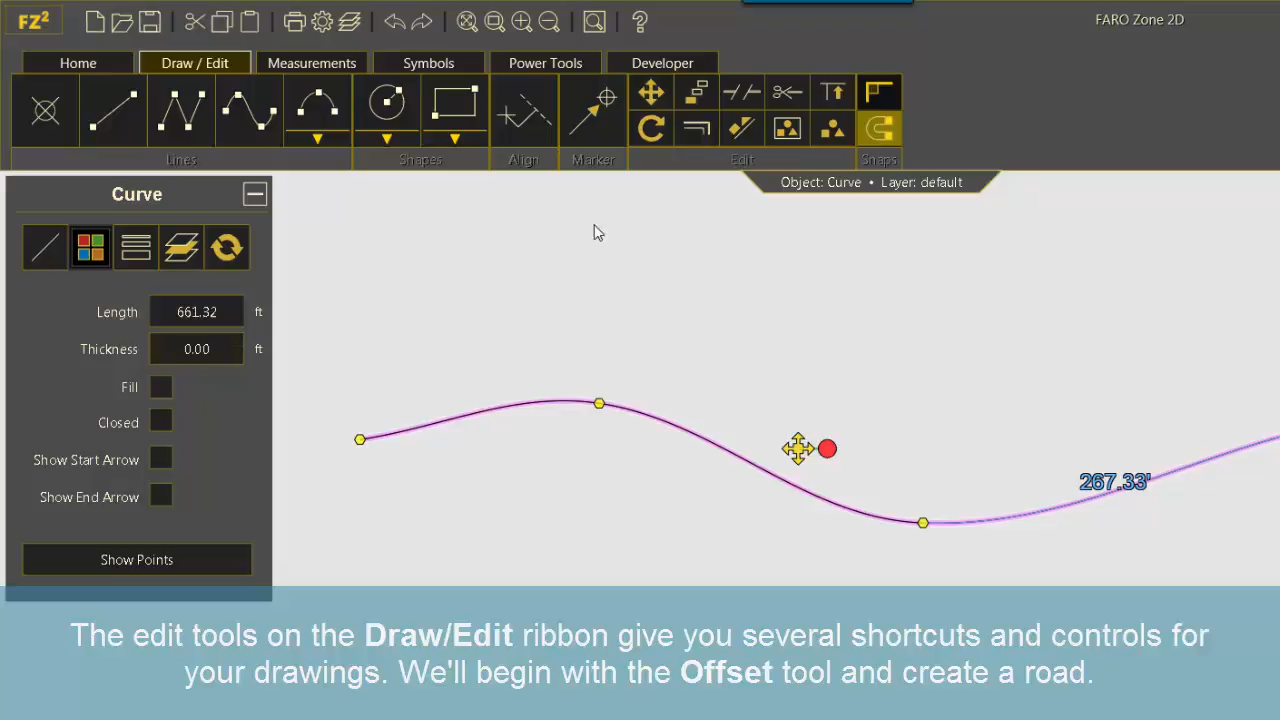 FZ²
FARO Zone 2D
Home
Draw / Edit
Measurements
Symbols
Power Tools
Developer
Lines
Shapes
Align
Marker
Edit
Snaps
Object: Curve • Layer: default
Curve
Length 661.32 ft
Thickness 0.00 ft
Fill
Closed
Show Start Arrow
Show End Arrow
Show Points
267.33'
The edit tools on the Draw/Edit ribbon give you several shortcuts and controls for
your drawings. We'll begin with the Offset tool and create a road.